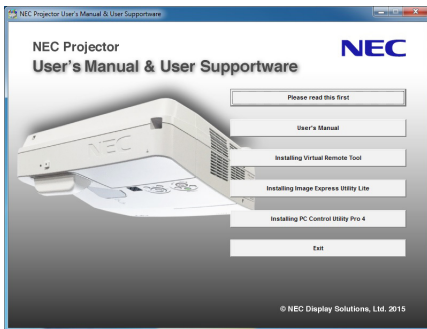 NEC Projector User's Manual & User Supportware
NEC Projector
NEC
User's Manual & User Supportware
Please read this first
User's Manual
Installing Virtual Remote Tool
Installing Image Express Utility Lite
Installing PC Control Utility Pro 4
Exit
NEC
© NEC Display Solutions, Ltd. 2015